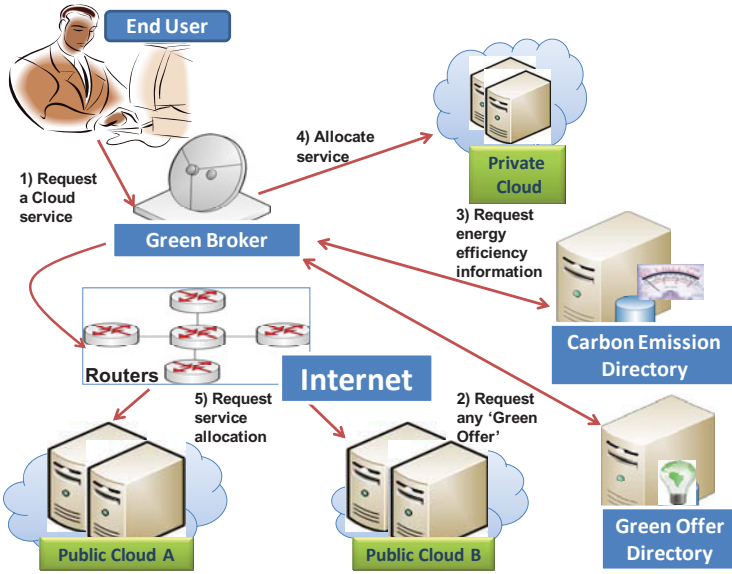 End User
4) Allocate
service
Private
Cloud
1) Request
a Cloud
service
Green Broker
3) Request
energy
efficiency
information
Carbon Emission
Directory
Routers
Internet
5) Request
service
allocation
2) Request
any ‘Green
Offer’
Green Offer
Directory
Public Cloud A
Public Cloud B